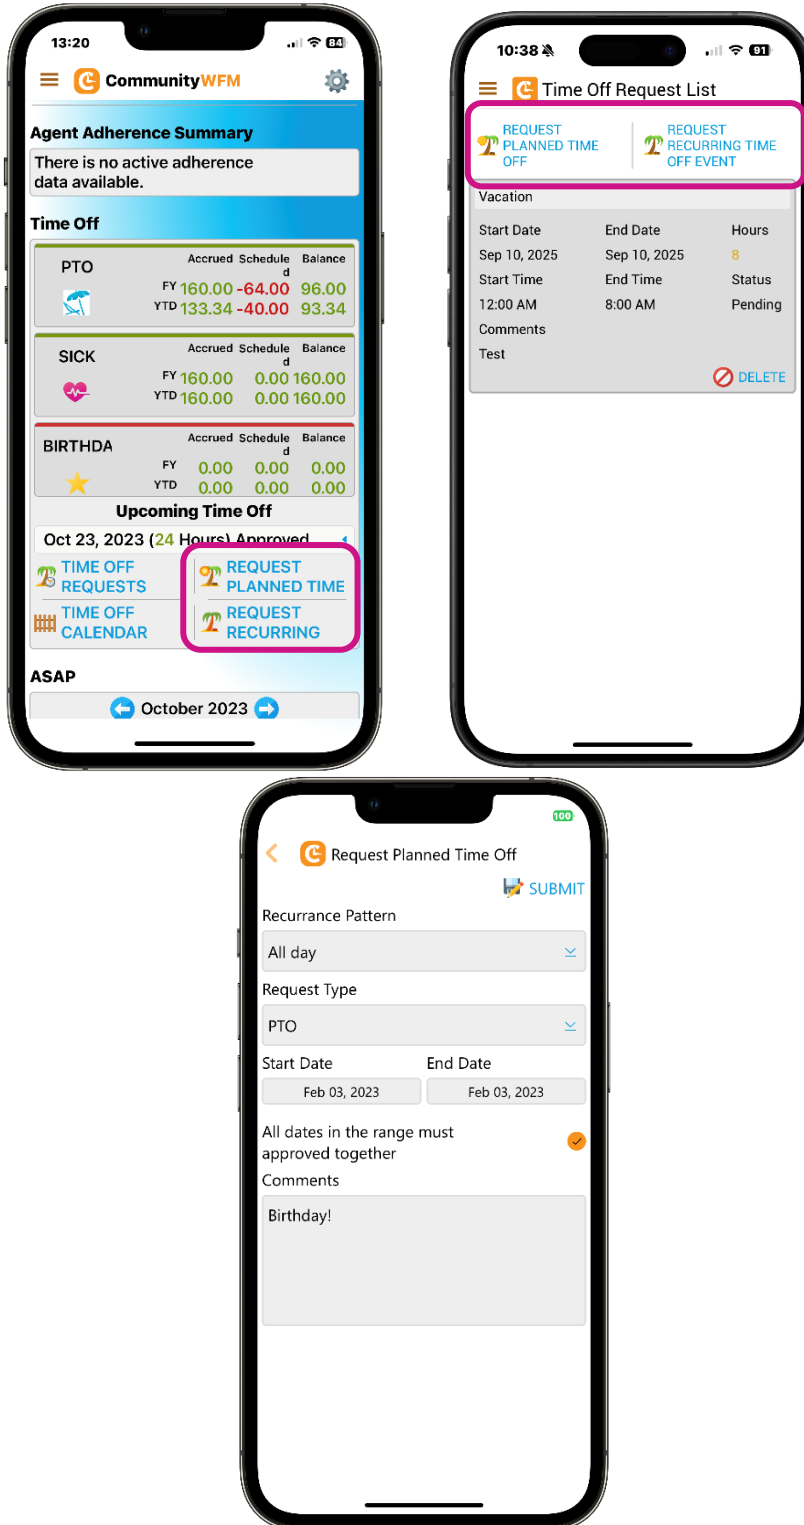 13:20
84
CommunityWFM
Agent Adherence Summary
There is no active adherence
data available.
Time Off
PTO
Accrued Schedule Balance
d
FY 160.00 -64.00 96.00
YTD 133.34 -40.00 93.34
SICK
Accrued Schedule Balance
d
FY 160.00 0.00 160.00
YTD 160.00 0.00 160.00
BIRTHDA
Accrued Schedule Balance
d
FY 0.00 0.00 0.00
YTD 0.00 0.00 0.00
Upcoming Time Off
Oct 23, 2023 (24 Hours) Approved
TIME OFF
REQUESTS
REQUEST
PLANNED TIME
TIME OFF
CALENDAR
REQUEST
RECURRING
ASAP
October 2023
10:38
91
Time Off Request List
REQUEST
PLANNED TIME
OFF
REQUEST
RECURRING TIME
OFF EVENT
Vacation
Start Date End Date Hours
Sep 10, 2025 Sep 10, 2025 8
Start Time End Time Status
12:00 AM 8:00 AM Pending
Comments
Test
DELETE
100
Request Planned Time Off
SUBMIT
Recurrance Pattern
All day
Request Type
PTO
Start Date End Date
Feb 03, 2023 Feb 03, 2023
All dates in the range must
approved together
Comments
Birthday!